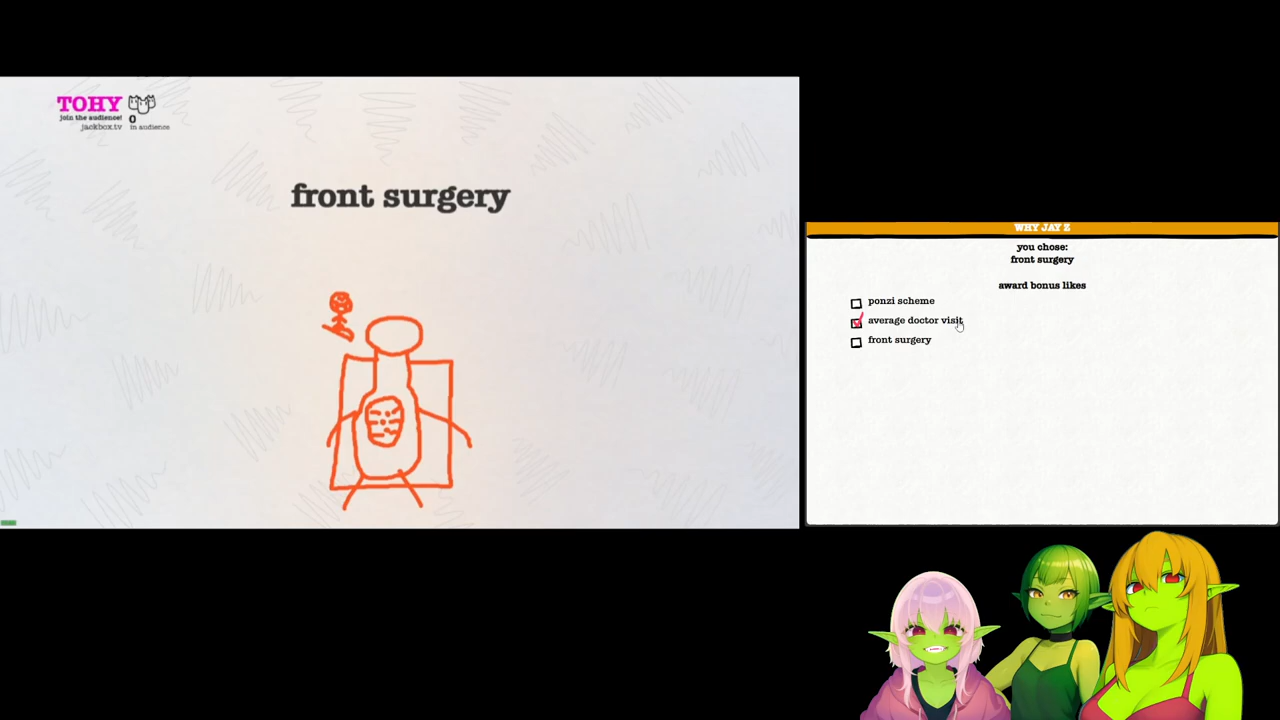 TOHY
join the audience!
jackbox.tv
0
in audience
front surgery
WHY JAY Z
you chose:
front surgery
award bonus likes
ponzi scheme
average doctor visit
front surgery